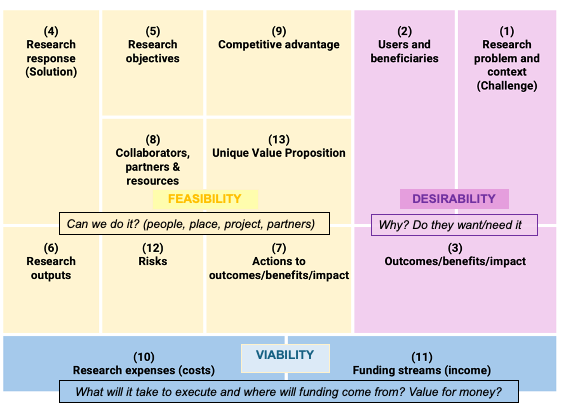 (4)
Research
response
(Solution)
(5)
Research
objectives
(9)
Competitive advantage
(2)
Users and
beneficiaries
(1)
Research
problem and
context
(Challenge)
(8)
Collaborators,
partners &
resources
(13)
Unique Value Proposition
FEASIBILITY
Can we do it? (people, place, project, partners)
DESIRABILITY
Why? Do they want/need it
(6)
Research
outputs
(12)
Risks
(7)
Actions to
outcomes/benefits/impact
(3)
Outcomes/benefits/impact
(10)
Research expenses (costs)
VIABILITY
(11)
Funding streams (income)
What will it take to execute and where will funding come from? Value for money?